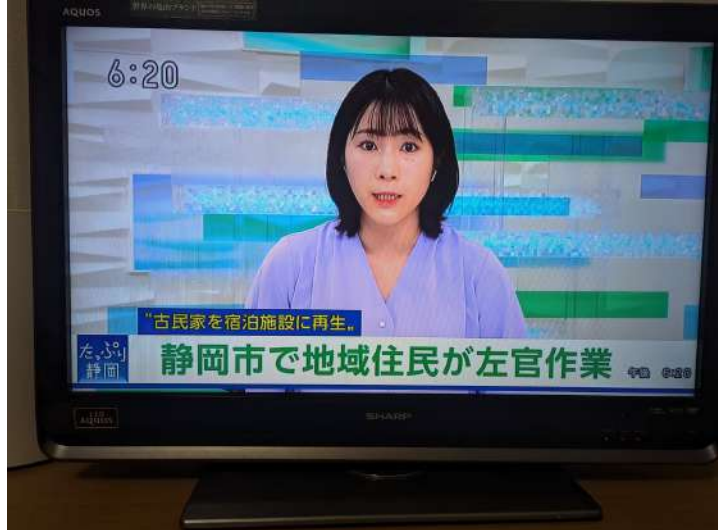 AQUOS
6:20
"古民家を宿泊施設に再生„
たっぷり
静岡
静岡市で地域住民が左官作業
午後 6:20
AQUOS
SHARP